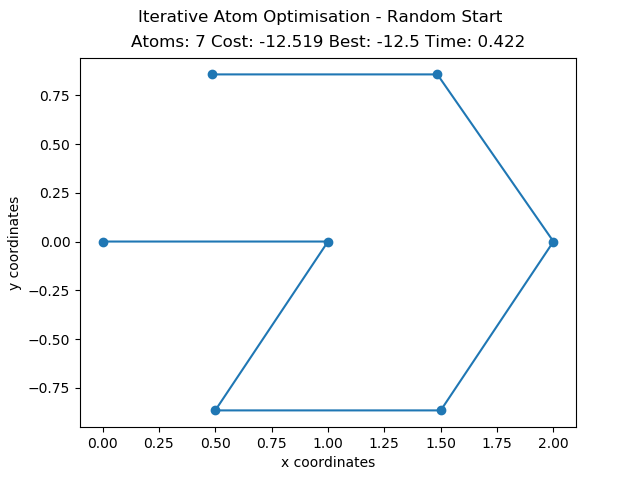 Iterative Atom Optimisation - Random Start
Atoms: 7 Cost: -12.519 Best: -12.5 Time: 0.422
0.75
0.50
0.25
0.00
−0.25
−0.50
−0.75
y coordinates
0.00 0.25 0.50 0.75 1.00 1.25 1.50 1.75 2.00
x coordinates